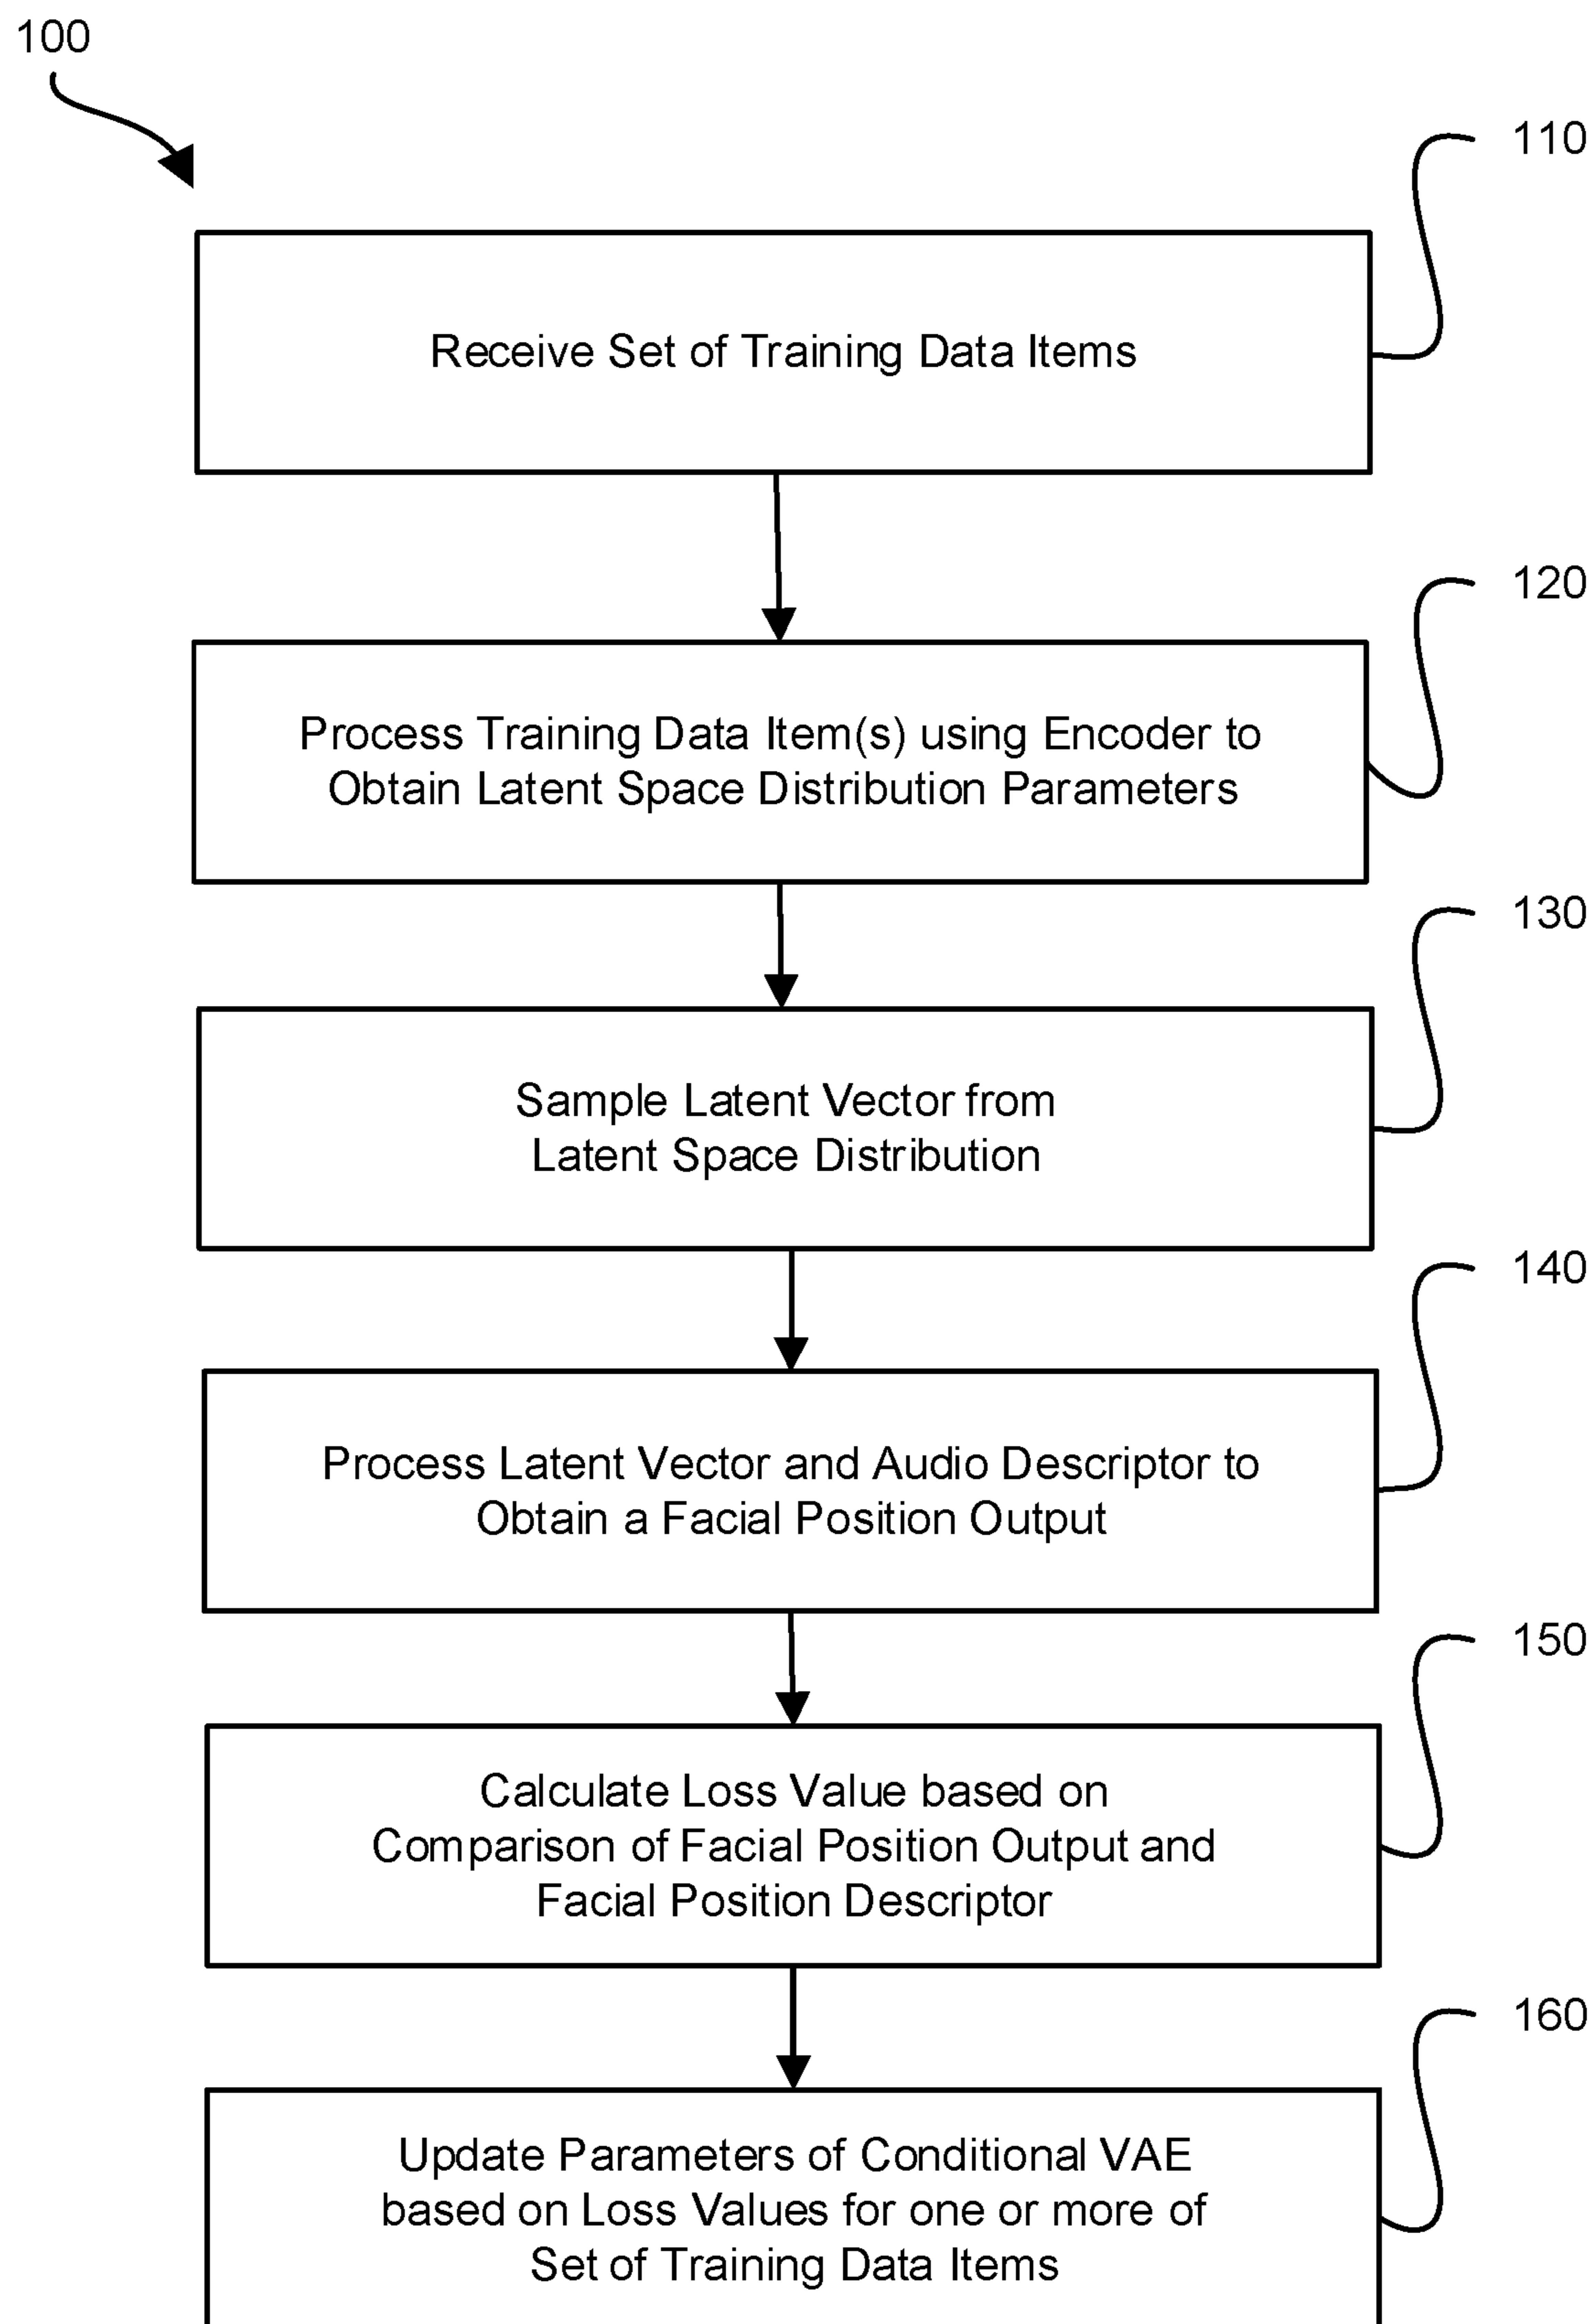 100
110
Receive Set of Training Data Items
120
Process Training Data Item(s) using Encoder to
Obtain Latent Space Distribution Parameters
130
Sample Latent Vector from
Latent Space Distribution
140
Process Latent Vector and Audio Descriptor to
Obtain a Facial Position Output
150
Calculate Loss Value based on
Comparison of Facial Position Output and
Facial Position Descriptor
160
Update Parameters of Conditional VAE
based on Loss Values for one or more of
Set of Training Data Items